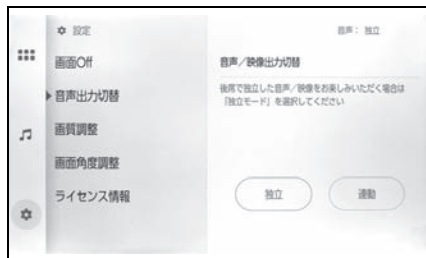 設定
音声： 独立
画面Off
音声出力切替
画質調整
画面角度調整
ライセンス情報
音声／映像出力切替
後席で独立した音声／映像をお楽しみいただく場合は
「独立モード」を選択してください
独立
連動